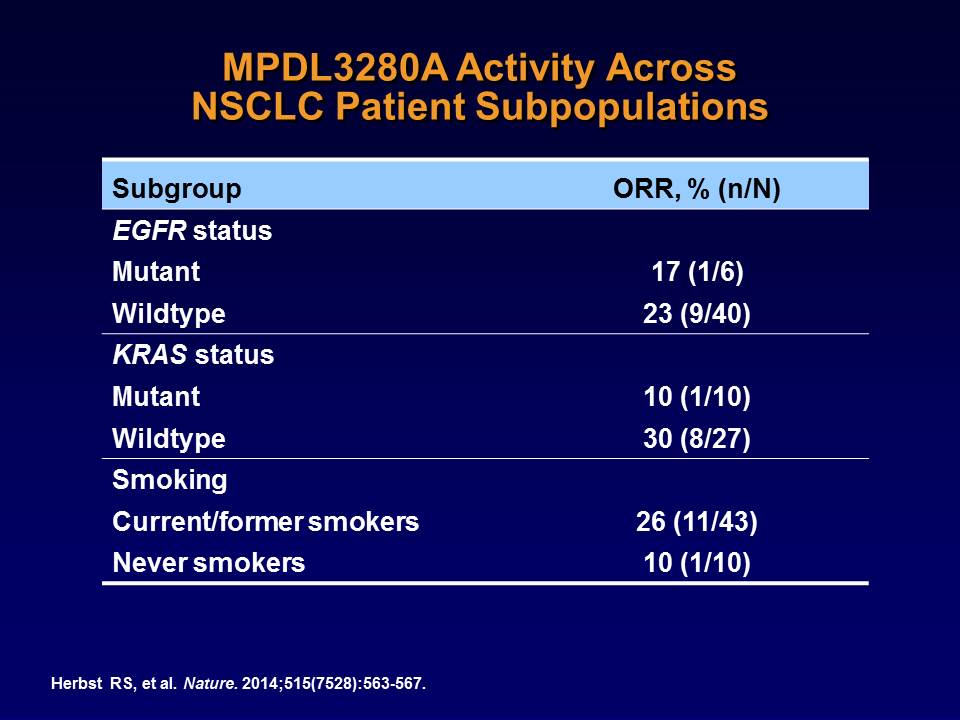 MPDL3280A Activity Across
NSCLC Patient Subpopulations
Subgroup ORR, % (n/N)
EGFR status
Mutant 17 (1/6)
Wildtype 23 (9/40)
KRAS status
Mutant 10 (1/10)
Wildtype 30 (8/27)
Smoking
Current/former smokers 26 (11/43)
Never smokers 10 (1/10)
Herbst RS, et al. Nature. 2014;515(7528):563-567.